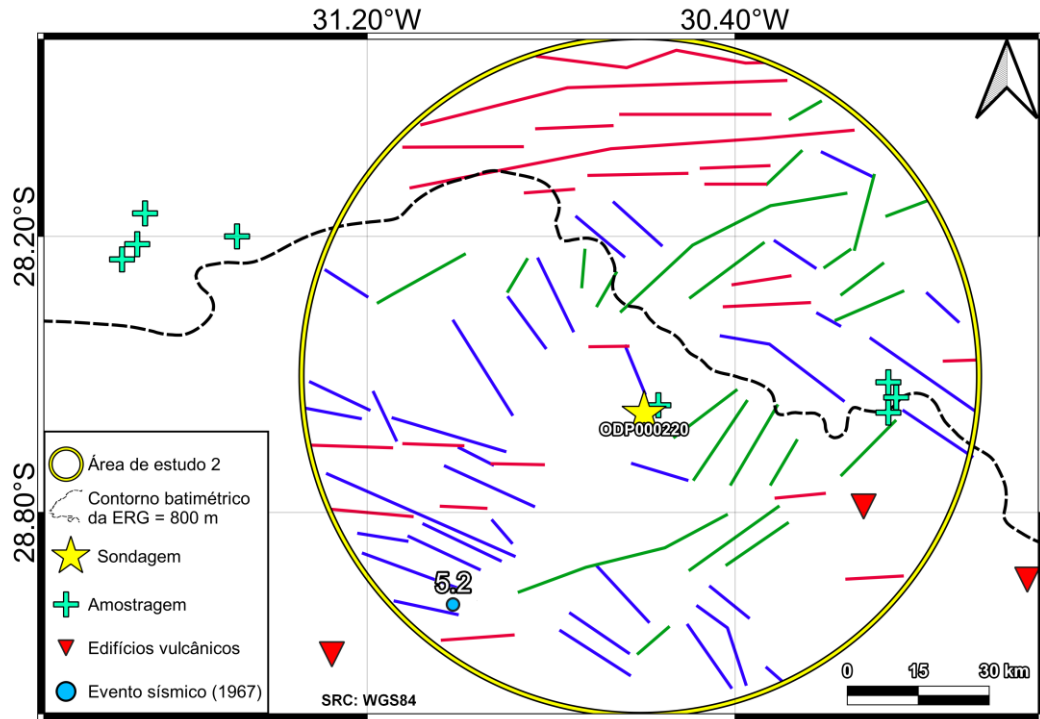 31.20°W 30.40°W
28.20°S
28.80°S
ODP000220
5.2
Área de estudo 2
Contorno batimétrico
da ERG = 800 m
Sondagem
Amostragem
Edifícios vulcânicos
Evento sísmico (1967)
SRC: WGS84
0 15 30 km